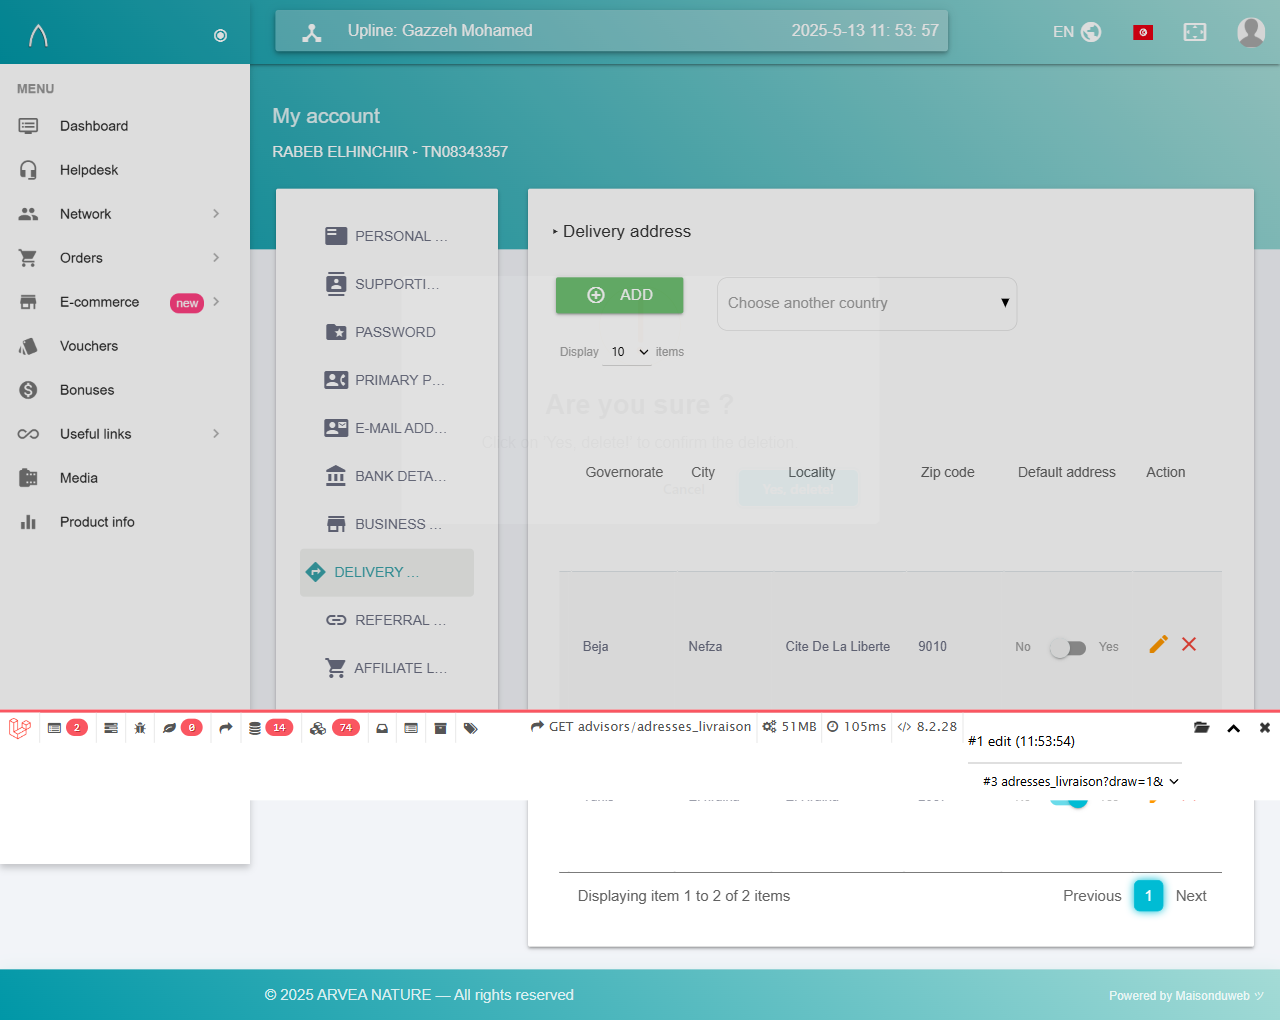 Upline: Gazzeh Mohamed
2025-5-13 11: 53: 57
EN
MENU
Dashboard
Helpdesk
Network
Orders
E-commerce new
Vouchers
Bonuses
Useful links
Media
Product info
My account
RABEB ELHINCHIR - TN08343357
PERSONAL ...
SUPPORTI...
PASSWORD
PRIMARY P...
E-MAIL ADD...
BANK DETA...
BUSINESS ...
DELIVERY ...
REFERRAL ...
AFFILIATE L...
Delivery address
ADD
Choose another country
Display 10 items
Are you sure ?
Click on 'Yes, delete!' to confirm the deletion
Cancel Yes, delete!
Governorate City Locality Zip code Default address Action
Beja Nefza Cite De La Liberte 9010 No Yes
2 0 14 74
GET advisors/adresses_livraison 51MB 105ms 8.2.28
#1 edit (11:53:54)
#3 adresses_livraison?draw=1&
Displaying item 1 to 2 of 2 items
Previous 1 Next
© 2025 ARVEA NATURE — All rights reserved
Powered by Maisonduweb ツ